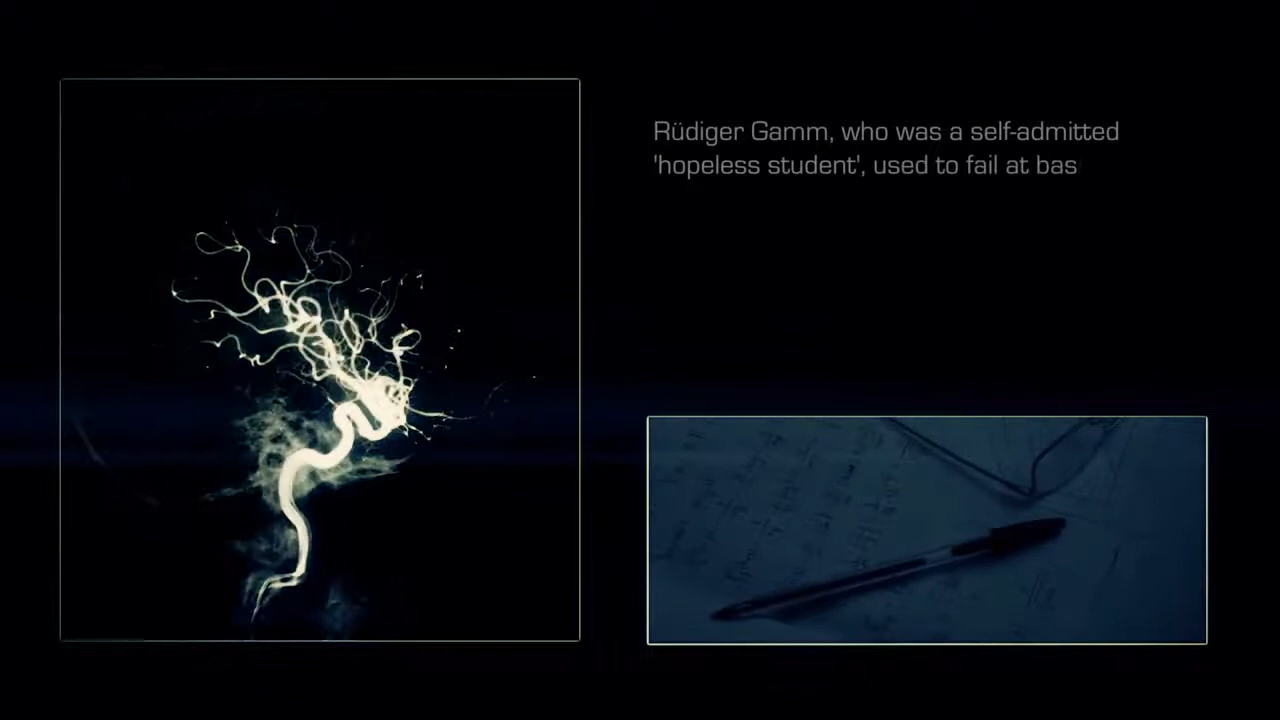 Rüdiger Gamm, who was a self-admitted
'hopeless student', used to fail at bas